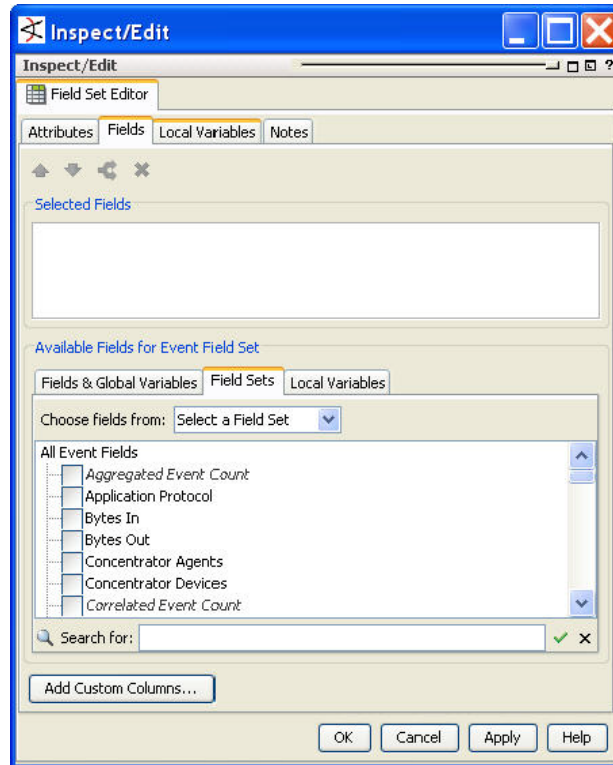 Inspect/Edit
Inspect/Edit ?
Field Set Editor
Attributes Fields Local Variables Notes
Selected Fields
Available Fields for Event Field Set
Fields & Global Variables Field Sets Local Variables
Choose fields from: Select a Field Set
All Event Fields
Aggregated Event Count
Application Protocol
Bytes In
Bytes Out
Concentrator Agents
Concentrator Devices
Correlated Event Count
Search for:
Add Custom Columns...
OK Cancel Apply Help